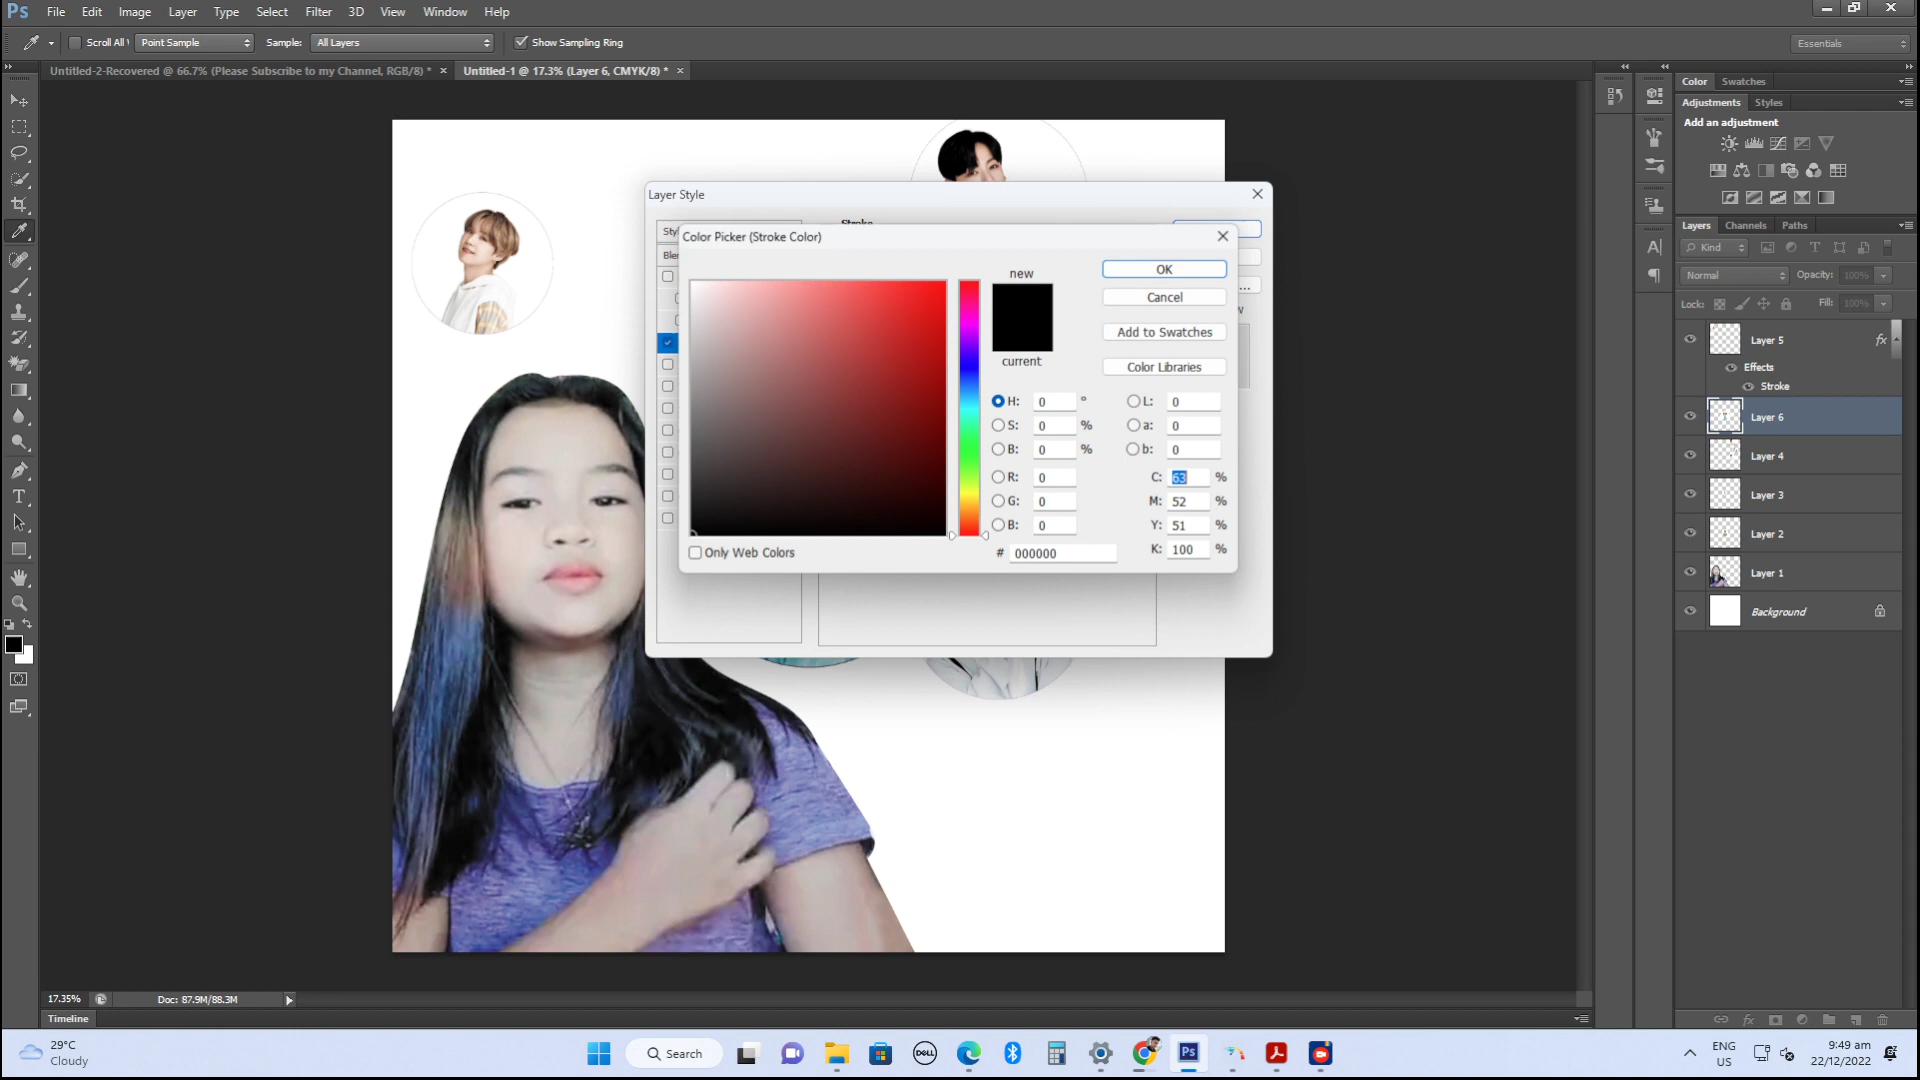 Ps File Edit Image Layer Type Select Filter 3D View Window Help
Scroll All Point Sample Sample: All Layers Show Sampling Ring Essentials
Untitled-2-Recovered @ 66.7% (Please Subscribe to my Channel, RGB/8) * × Untitled-1 @ 17.3% (Layer 6, CMYK/8) * ×
Color Swatches
Adjustments Styles
Add an adjustment
Layers Channels Paths
Kind
Normal Opacity: 100%
Lock: Fill: 100%
Layer 5 fx
Effects
Stroke
Layer 6
Layer 4
Layer 3
Layer 2
Layer 1
Background
Layer Style
Stroke
Color Picker (Stroke Color)
new
current
OK
Cancel
Add to Swatches
Color Libraries
H: 0 ° L: 0
S: 0 % a: 0
B: 0 % b: 0
R: 0 C: 63 %
G: 0 M: 52 %
B: 0 Y: 51 %
# 000000 K: 100 %
Only Web Colors
17.35% Doc: 87.9M/88.3M
Timeline
29°C
Cloudy
Search
DELL
Ps
ENG
US
9:49 am
22/12/2022